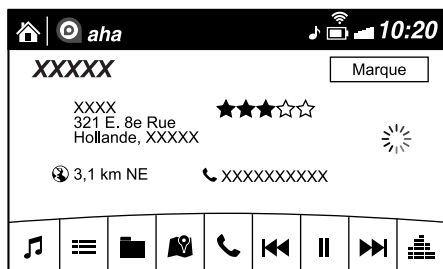 aha 10:20
XXXXX
Marque
XXXX
321 E. 8e Rue
Hollande, XXXXX
3,1 km NE XXXXXXXXXX